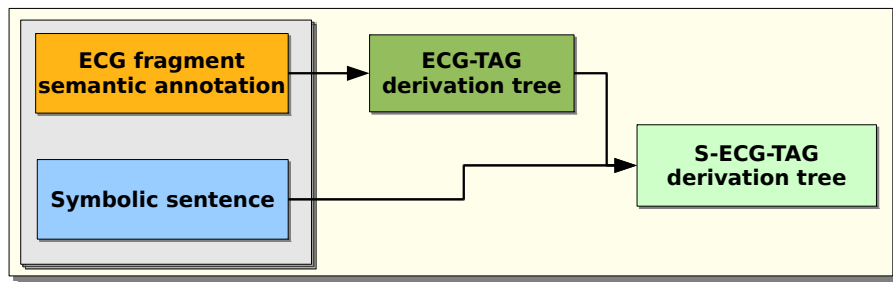 ECG fragment
semantic annotation
ECG-TAG
derivation tree
S-ECG-TAG
derivation tree
Symbolic sentence